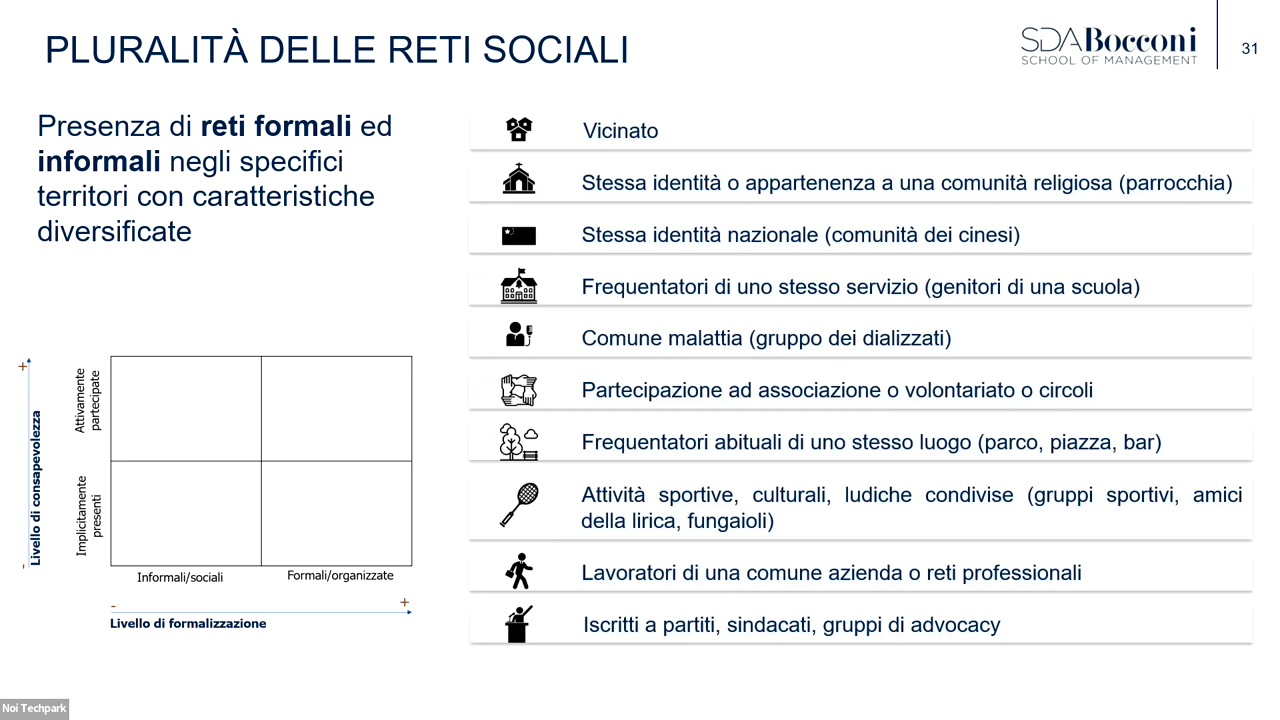 PLURALITÀ DELLE RETI SOCIALI
SDABocconi
SCHOOL OF MANAGEMENT
31
Presenza di reti formali ed
informali negli specifici
territori con caratteristiche
diversificate
Vicinato
Stessa identità o appartenenza a una comunità religiosa (parrocchia)
Stessa identità nazionale (comunità dei cinesi)
Frequentatori di uno stesso servizio (genitori di una scuola)
Comune malattia (gruppo dei dializzati)
Partecipazione ad associazione o volontariato o circoli
Frequentatori abituali di uno stesso luogo (parco, piazza, bar)
Attività sportive, culturali, ludiche condivise (gruppi sportivi, amici
della lirica, fungaioli)
Lavoratori di una comune azienda o reti professionali
Iscritti a partiti, sindacati, gruppi di advocacy
+
Livello di consapevolezza
-
Attivamente
partecipate
Implicitamente
presenti
Informali/sociali
Formali/organizzate
-
+
Livello di formalizzazione
Noi Techpark